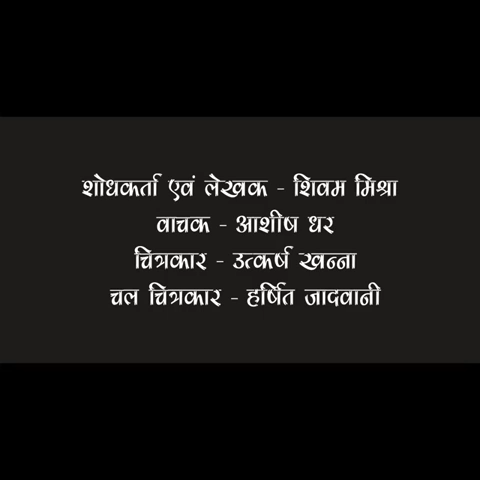 शोधकर्ता एवं लेखक - शिवम मिश्रा
वाचक - आशीष धर
चित्रकार - उत्कर्ष खन्ना
चल चित्रकार - हर्षित जादवानी